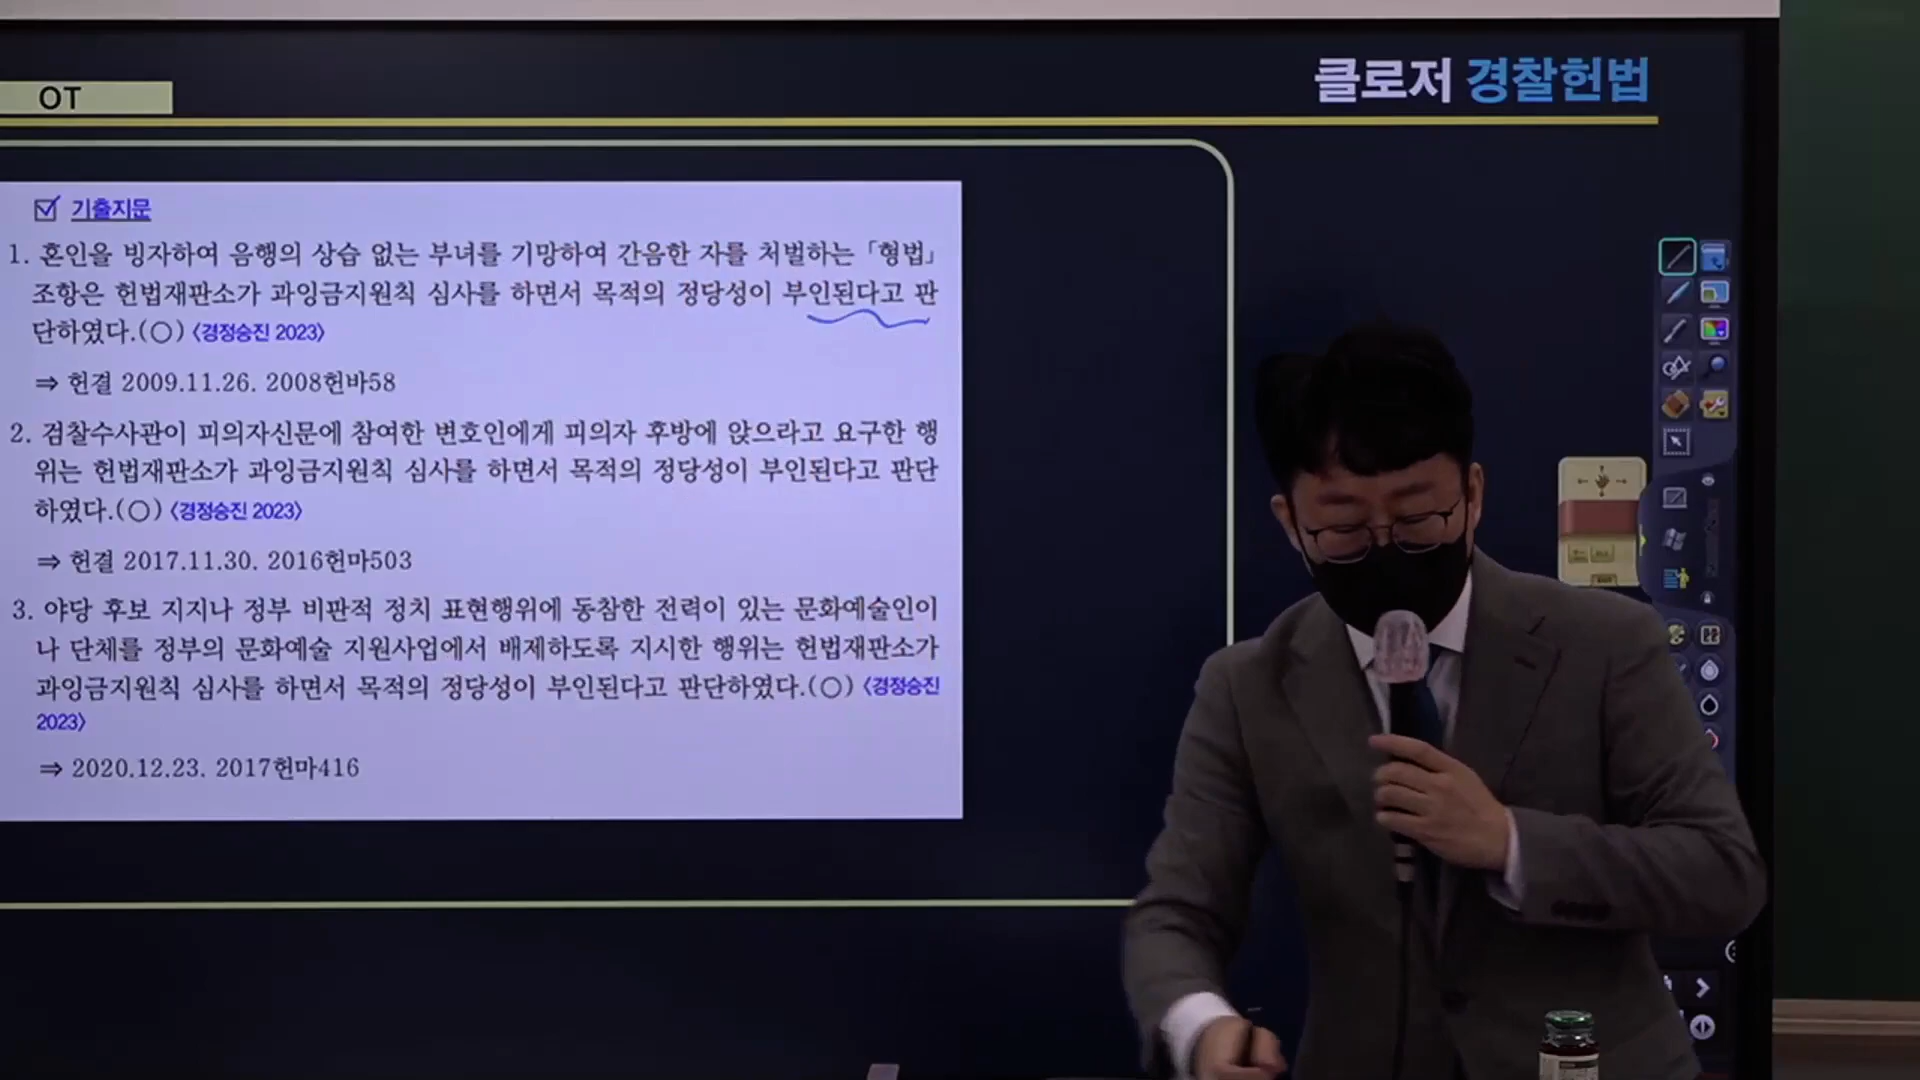 OT
클로저 경찰헌법
기출지문
1. 혼인을 빙자하여 음행의 상습 없는 부녀를 기망하여 간음한 자를 처벌하는 「형법」
조항은 헌법재판소가 과잉금지원칙 심사를 하면서 목적의 정당성이 부인된다고 판
단하였다.(○) <경정승진 2023>
⇒ 헌결 2009.11.26. 2008헌바58
2. 검찰수사관이 피의자신문에 참여한 변호인에게 피의자 후방에 앉으라고 요구한 행
위는 헌법재판소가 과잉금지원칙 심사를 하면서 목적의 정당성이 부인된다고 판단
하였다.(○) <경정승진 2023>
⇒ 헌결 2017.11.30. 2016헌마503
3. 야당 후보 지지나 정부 비판적 정치 표현행위에 동참한 전력이 있는 문화예술인이
나 단체를 정부의 문화예술 지원사업에서 배제하도록 지시한 행위는 헌법재판소가
과잉금지원칙 심사를 하면서 목적의 정당성이 부인된다고 판단하였다.(○) <경정승진
2023>
⇒ 2020.12.23. 2017헌마416